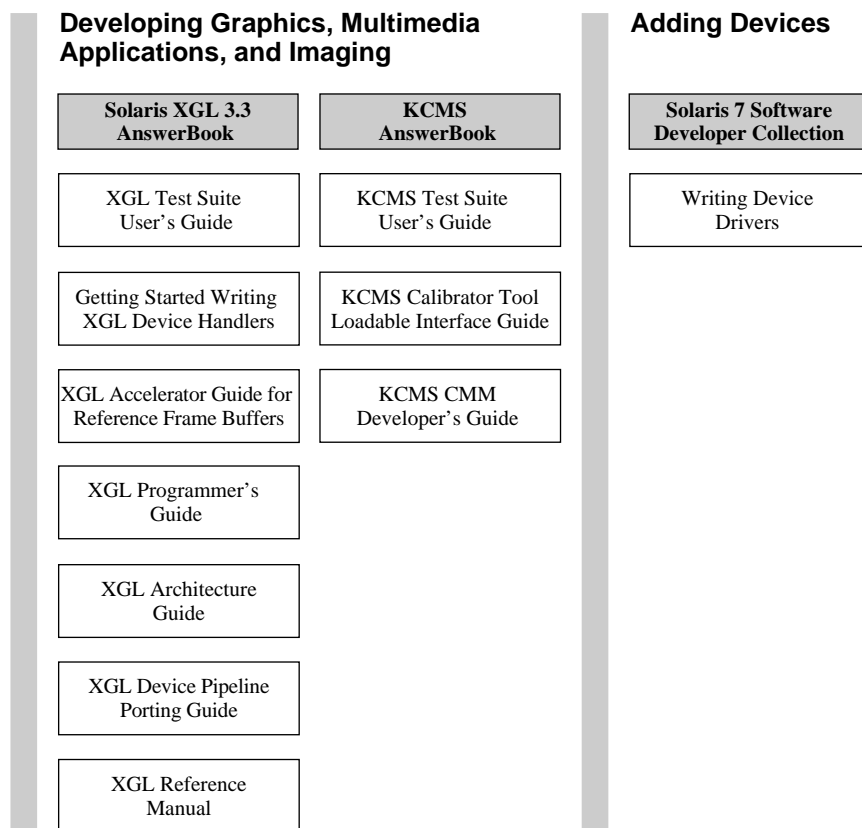 Developing Graphics, Multimedia
Applications, and Imaging
Solaris XGL 3.3
AnswerBook
XGL Test Suite
User's Guide
Getting Started Writing
XGL Device Handlers
XGL Accelerator Guide for
Reference Frame Buffers
XGL Programmer's
Guide
XGL Architecture
Guide
XGL Device Pipeline
Porting Guide
XGL Reference
Manual
KCMS
AnswerBook
KCMS Test Suite
User's Guide
KCMS Calibrator Tool
Loadable Interface Guide
KCMS CMM
Developer's Guide
Adding Devices
Solaris 7 Software
Developer Collection
Writing Device
Drivers